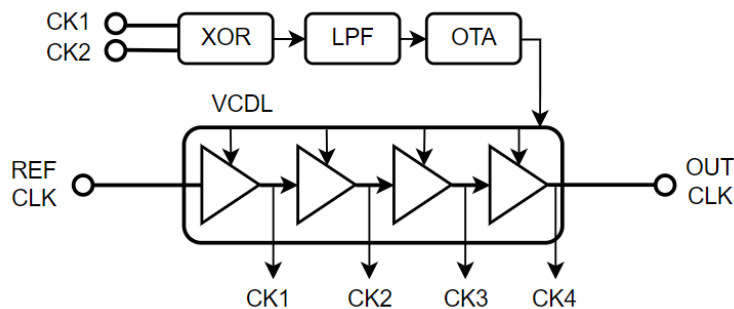 CK1
CK2
XOR
LPF
OTA
VCDL
REF
CLK
OUT
CLK
CK1
CK2
CK3
CK4